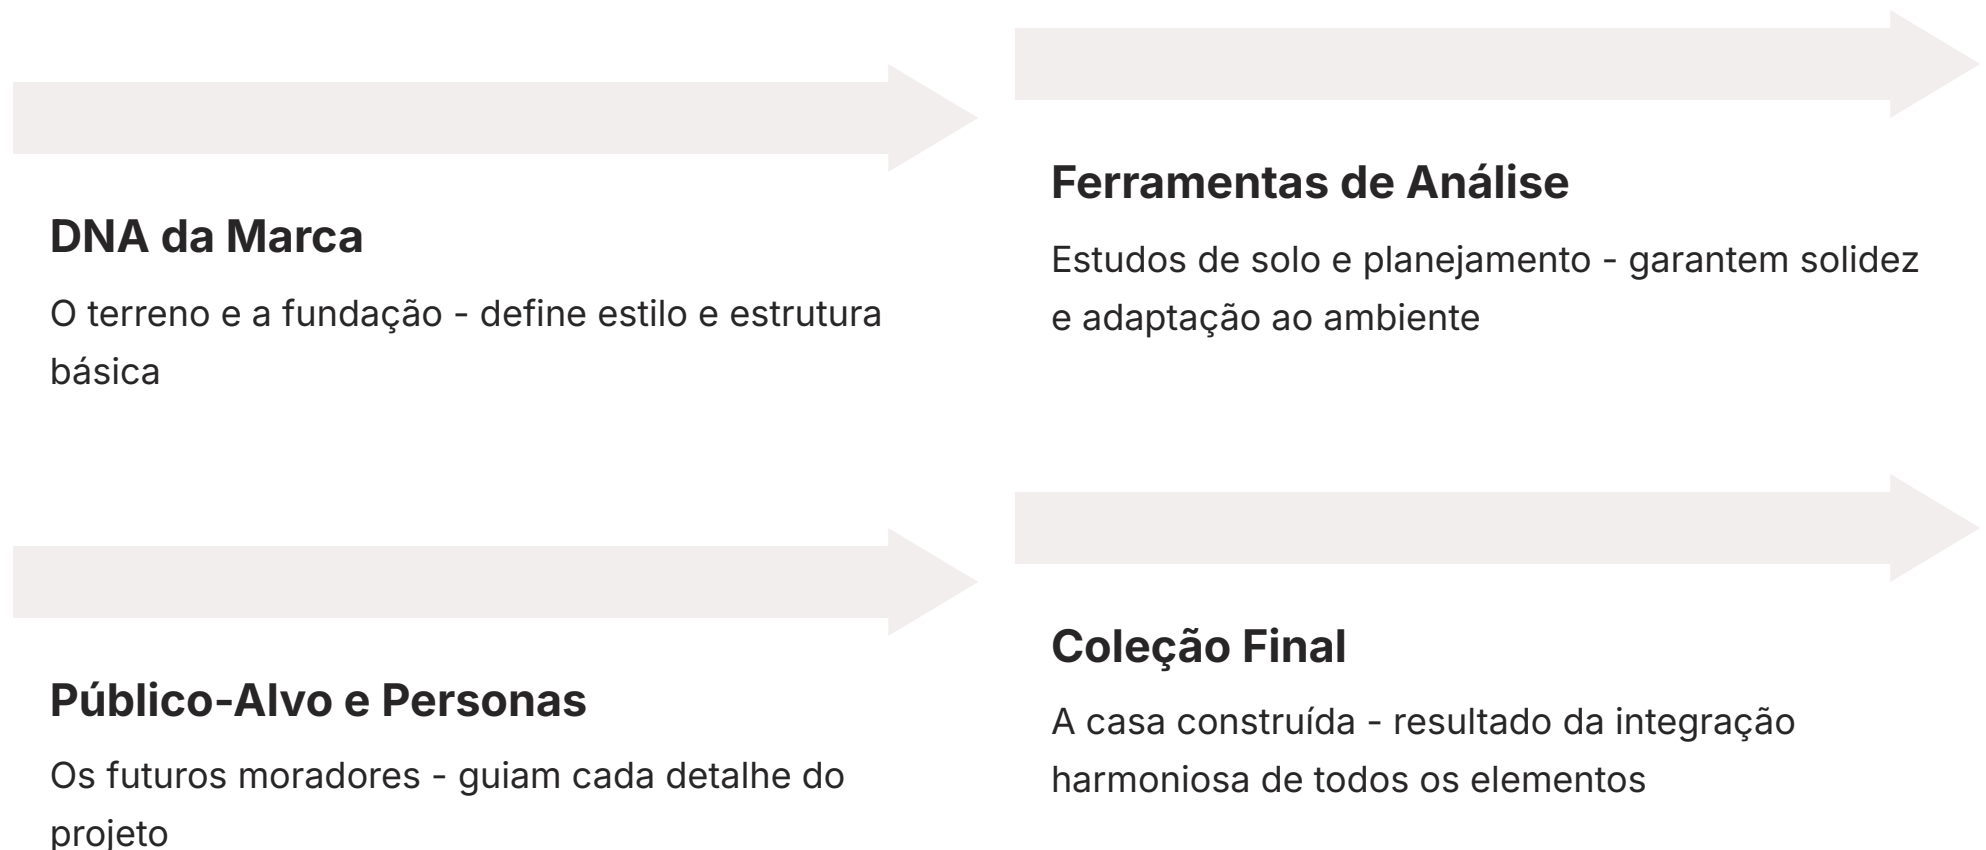 DNA da Marca
O terreno e a fundação - define estilo e estrutura
básica
Ferramentas de Análise
Estudos de solo e planejamento - garantem solidez
e adaptação ao ambiente
Público-Alvo e Personas
Os futuros moradores - guiam cada detalhe do
projeto
Coleção Final
A casa construída - resultado da integração
harmoniosa de todos os elementos